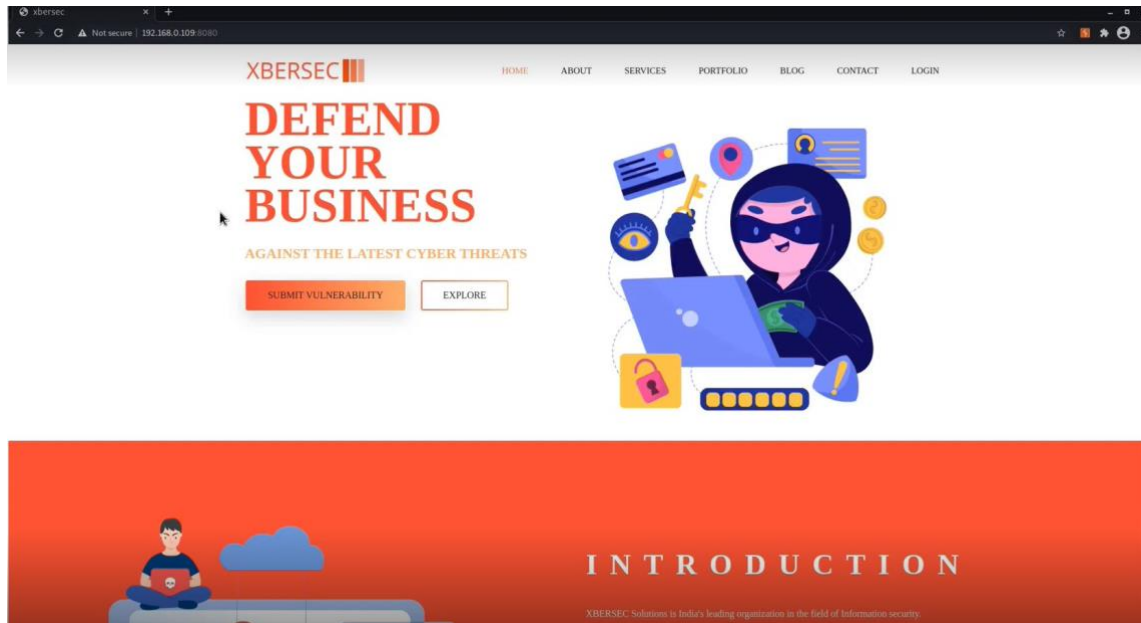 xbersec
Not secure | 192.168.0.109:8080
XBERSEC
HOME ABOUT SERVICES PORTFOLIO BLOG CONTACT LOGIN
DEFEND
YOUR
BUSINESS
AGAINST THE LATEST CYBER THREATS
SUBMIT VULNERABILITY EXPLORE
INTRODUCTION
XBERSEC Solutions is India's leading organization in the field of Information security.